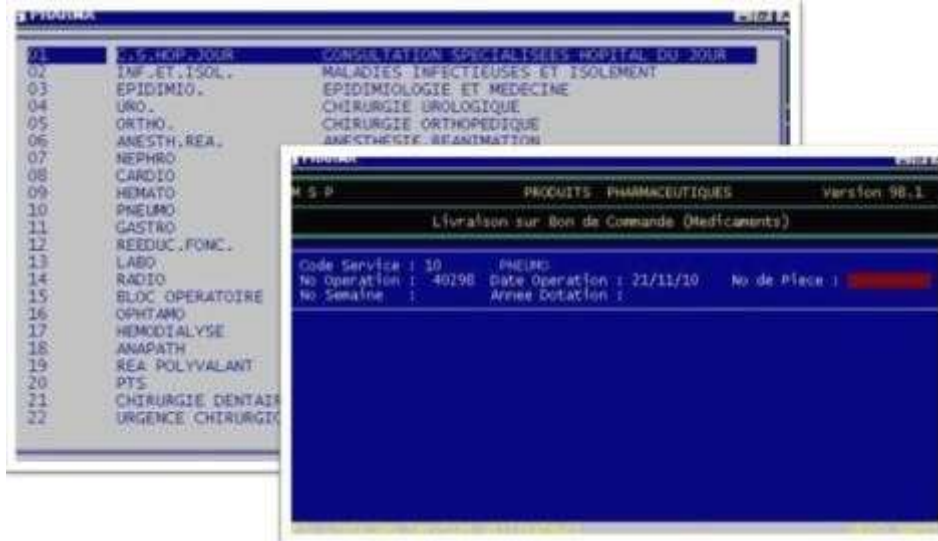 PHARMA
01 C.S.HOP.JOUR CONSULTATION SPECIALISEES HOPITAL DU JOUR
02 INF.ET.ISOL. MALADIES INFECTIEUSES ET ISOLEMENT
03 EPIDIMIO. EPIDIMIOLOGIE ET MEDECINE
04 URO. CHIRURGIE UROLOGIQUE
05 ORTHO. CHIRURGIE ORTHOPEDIQUE
06 ANESTH.REA. ANESTHESIE.REANIMATION
07 NEPHRO
08 CARDIO
09 HEMATO
10 PNEUMO
11 GASTRO
12 REEDUC.FONC.
13 LABO
14 RADIO
15 BLOC OPERATOIRE
16 OPHTAMO
17 HEMODIALYSE
18 ANAPATH
19 REA POLYVALANT
20 PTS
21 CHIRURGIE DENTAIR
22 URGENCE CHIRURGIC
PHARMA
M S P PRODUITS PHARMACEUTIQUES Version 98.1
Livraison sur Bon de Commande (Medicaments)
Code Service : 10 PNEUMO
No Operation : 40298 Date Operation : 21/11/10 No de Piece :
No Semaine : Annee Dotation :